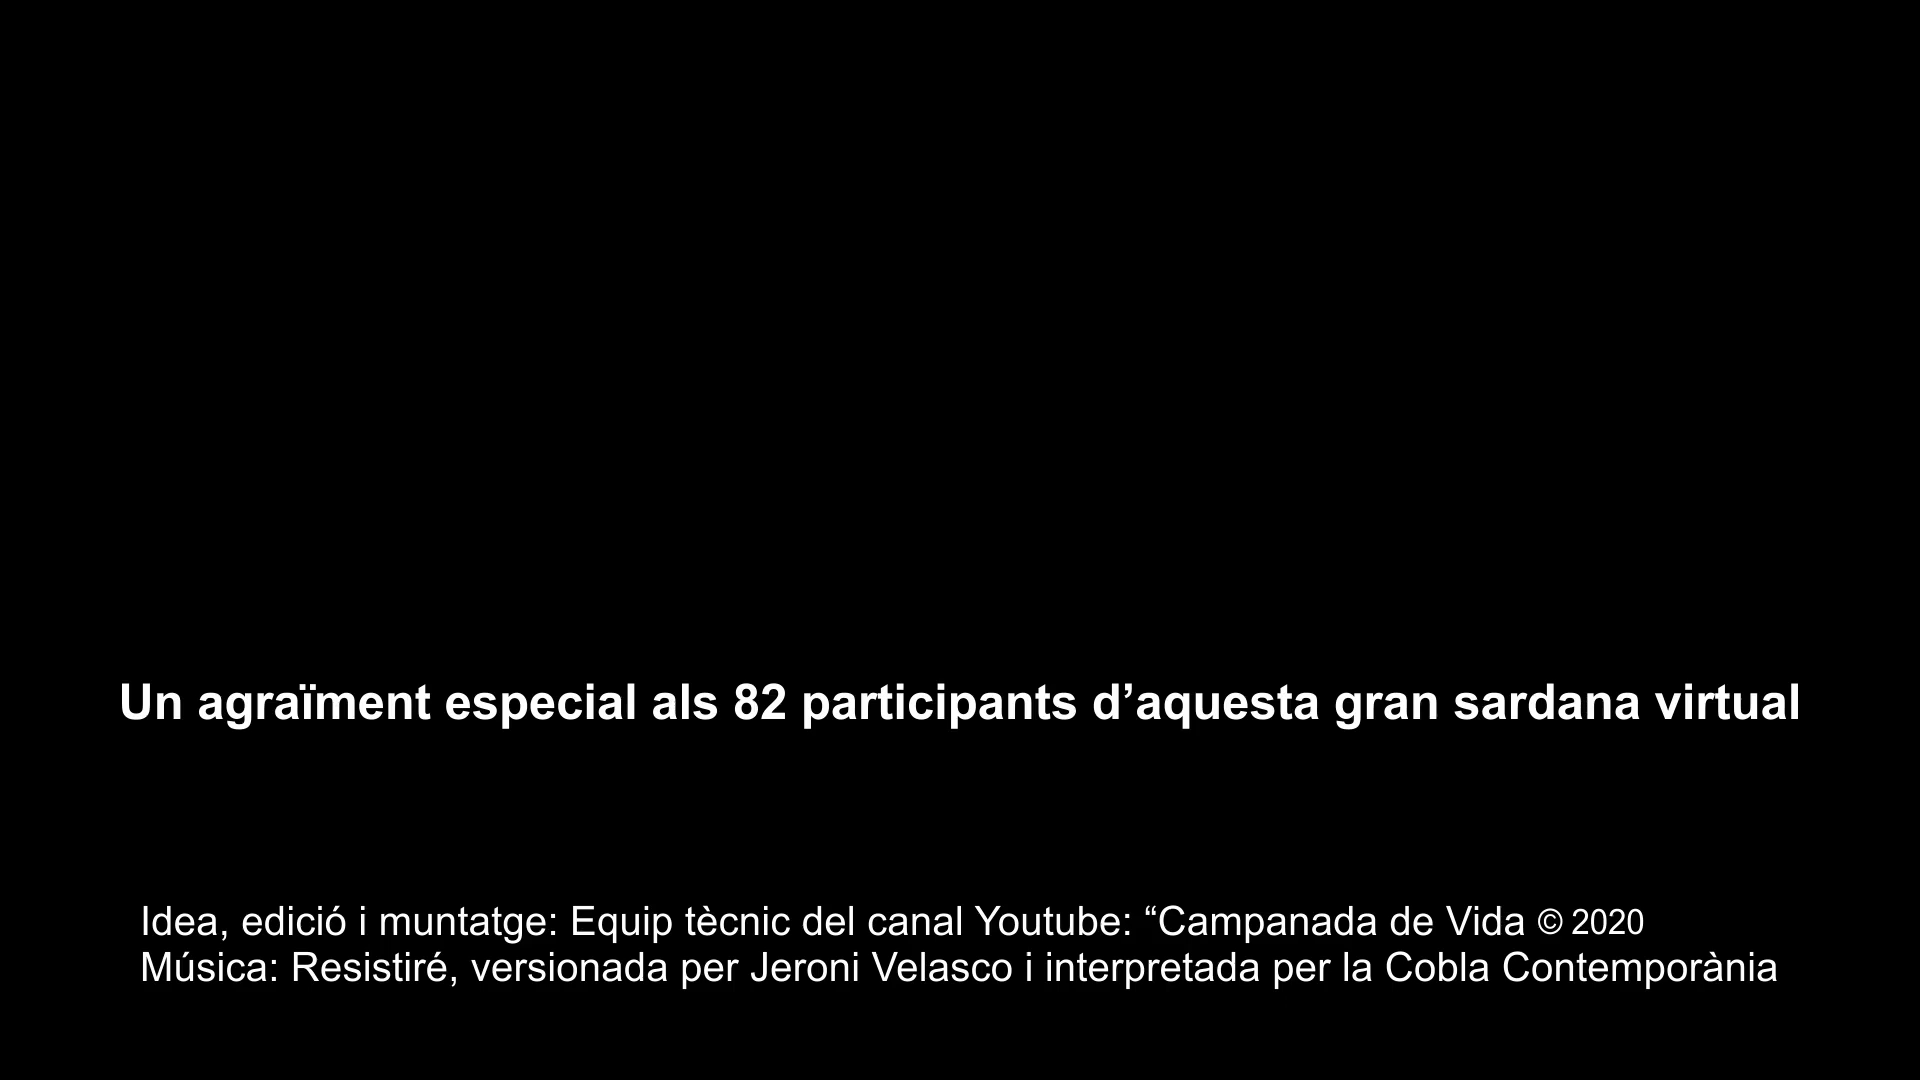 Un agraïment especial als 82 participants d’aquesta gran sardana virtual
Idea, edició i muntatge: Equip tècnic del canal Youtube: “Campanada de Vida © 2020
Música: Resistiré, versionada per Jeroni Velasco i interpretada per la Cobla Contemporània